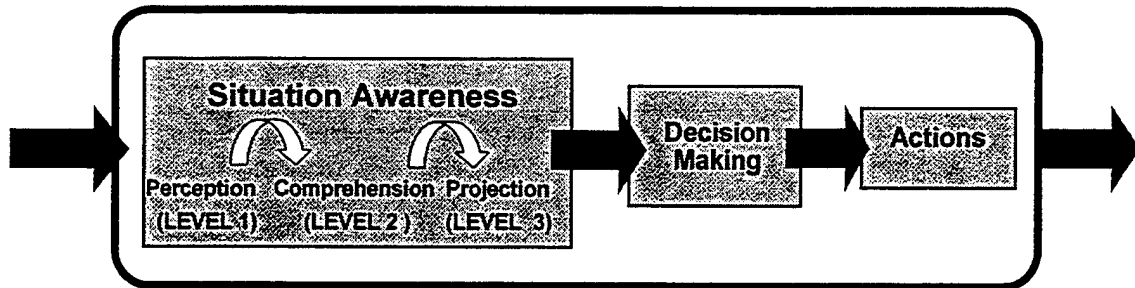 Situation Awareness
Perception Comprehension Projection
(LEVEL 1) (LEVEL 2 ) (LEVEL 3)
Decision
Making
Actions